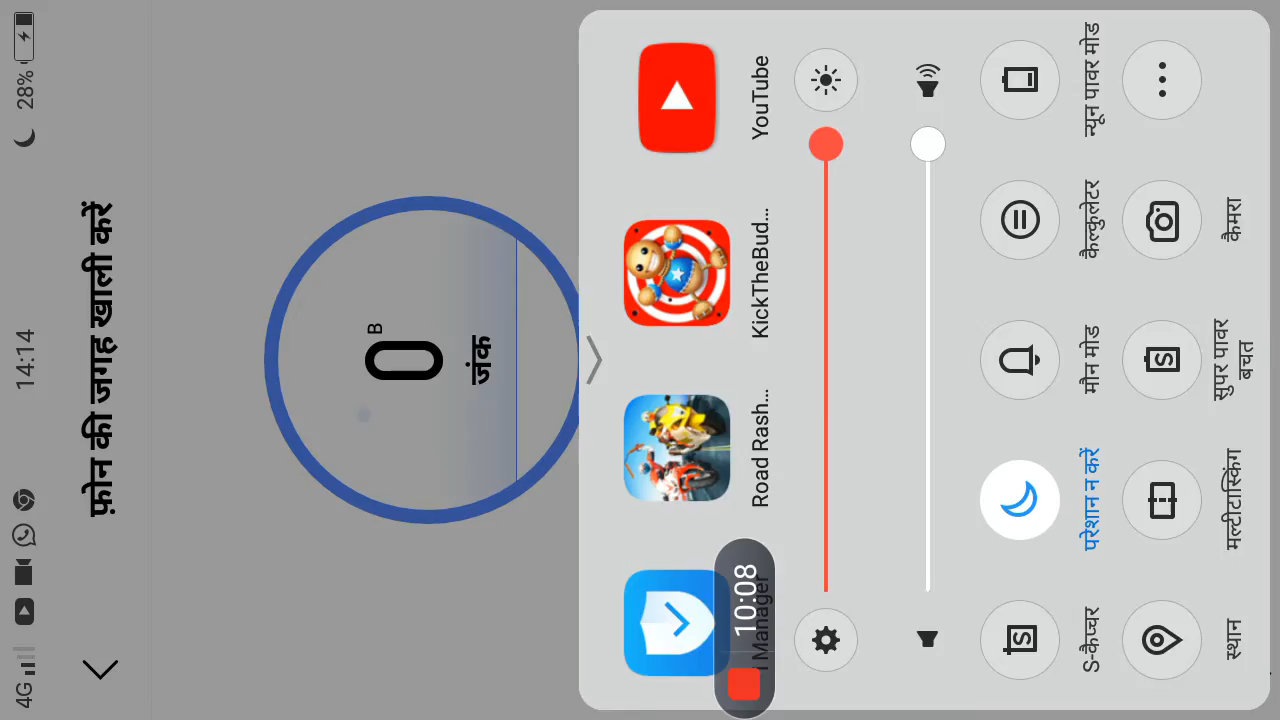 4G
14:14
28%
फ़ोन की जगह खाली करें
0 B
जंक
i Manager
Road Rash...
KickTheBud...
YouTube
10:08
S-कैप्चर
परेशान न करें
मौन मोड
कैल्कुलेटर
न्यून पावर मोड
स्थान
मल्टीटास्किंग
सुपर पावर
बचत
कैमरा